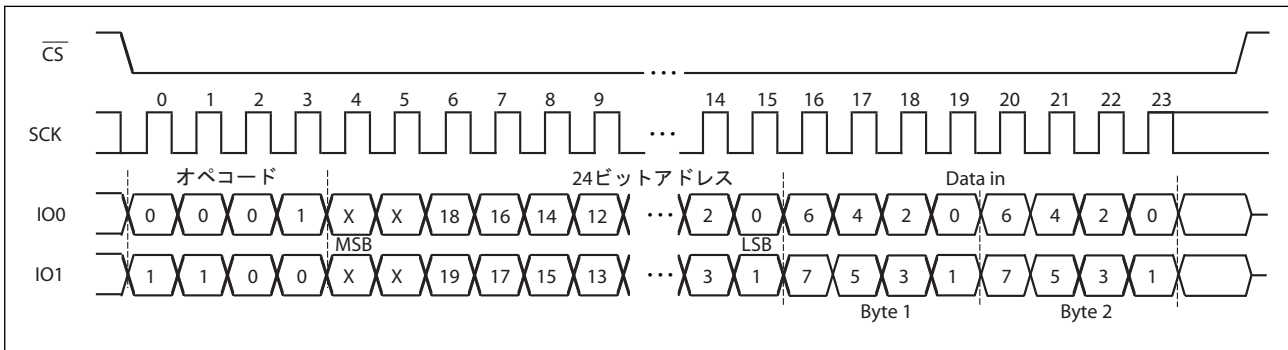 CS
0 1 2 3 4 5 6 7 8 9 ... 14 15 16 17 18 19 20 21 22 23
SCK ...
オペコード 24ビットアドレス Data in
IO0 0 0 0 1 X X 18 16 14 12 ... 2 0 6 4 2 0 6 4 2 0
MSB LSB
IO1 1 1 0 0 X X 19 17 15 13 ... 3 1 7 5 3 1 7 5 3 1
Byte 1 Byte 2